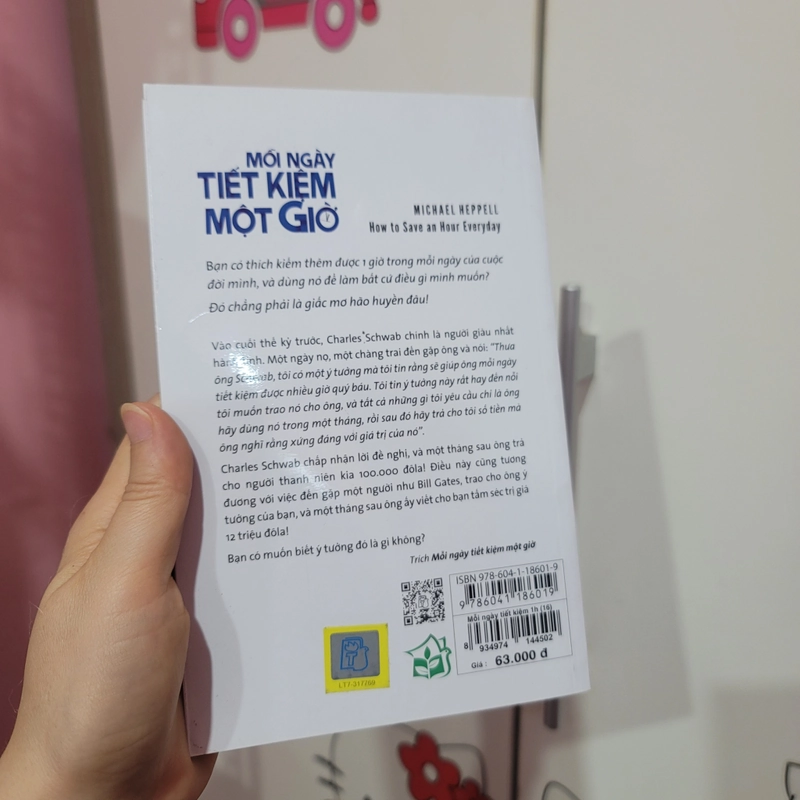 MỖI NGÀY
TIẾT KIỆM
MỘT GIỜ
MICHAEL HEPPELL
How to Save an Hour Everyday
Bạn có thích kiếm thêm được 1 giờ trong mỗi ngày của cuộc
đời mình, và dùng nó để làm bất cứ điều gì mình muốn?
Đó chẳng phải là giấc mơ hão huyền đâu!
Vào cuối thế kỷ trước, Charles Schwab chính là người giàu nhất
hành tinh. Một ngày nọ, một chàng trai đến gặp ông và nói: "Thưa
ông Schwab, tôi có một ý tưởng mà tôi tin rằng sẽ giúp ông mỗi ngày
tiết kiệm được nhiều giờ quý báu. Tôi tin ý tưởng này rất hay đến nỗi
tôi muốn trao nó cho ông, và tất cả những gì tôi yêu cầu chỉ là ông
hãy dùng nó trong một tháng, rồi sau đó hãy trả cho tôi số tiền mà
ông nghĩ rằng xứng đáng với giá trị của nó".
Charles Schwab chấp nhận lời đề nghị, và một tháng sau ông trả
cho người thanh niên kia 100.000 đôla! Điều này cũng tương
đương với việc đến gặp một người như Bill Gates, trao cho ông ý
tưởng của bạn, và một tháng sau ông ấy viết cho bạn tấm séc trị giá
12 triệu đôla!
Bạn có muốn biết ý tưởng đó là gì không?
Trích Mỗi ngày tiết kiệm một giờ
ISBN 978-604-1-18601-9
9 786041 186019
Mỗi ngày tiết kiệm 1h (16)
8 934974 144502
Giá : 63.000 đ